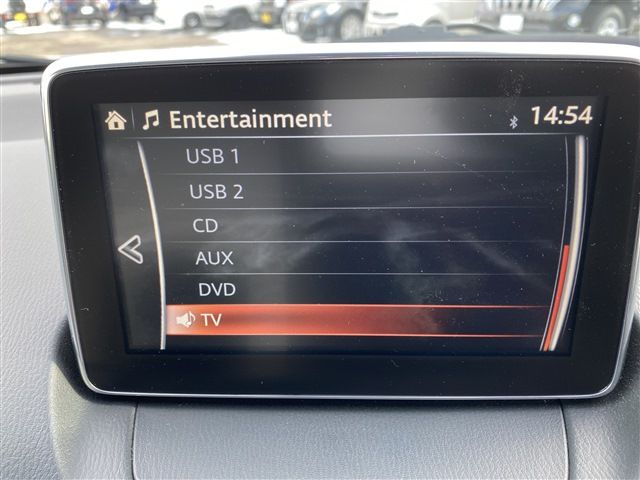 Entertainment 14:54
USB 1
USB 2
CD
AUX
DVD
TV